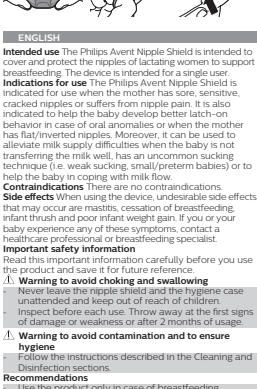 ENGLISH
Intended use The Philips Avent Nipple Shield is intended to
cover and protect the nipples of lactating women to support
breastfeeding. The device is intended for a single user.
Indications for use The Philips Avent Nipple Shield is
indicated for use when the mother has sore, sensitive,
cracked nipples or suffers from nipple pain. It is also
indicated to help the baby develop better latch-on
behavior in case of oral anomalies or when the mother
has flat/inverted nipples. Moreover, it can be used to
alleviate milk supply difficulties when the baby is not
transferring the milk well, has an uncommon sucking
technique (i.e. weak sucking, small/preterm babies) or to
help the baby in coping with milk flow.
Contraindications There are no contraindications.
Side effects When using the device, undesirable side effects
that may occur are mastitis, cessation of breastfeeding,
infant thrush and poor infant weight gain. If you or your
baby experience any of these symptoms, contact a
healthcare professional or breastfeeding specialist.
Important safety information
Read this important information carefully before you use
the product and save it for future reference.
Warning to avoid choking and swallowing
- Never leave the nipple shield and the hygiene case
unattended and keep out of reach of children.
- Inspect before each use. Throw away at the first signs
of damage or weakness or after 2 months of usage.
Warning to avoid contamination and to ensure
hygiene
- Follow the instructions described in the Cleaning and
Disinfection sections.
Recommendations
- Use the product only in case of breastfeeding